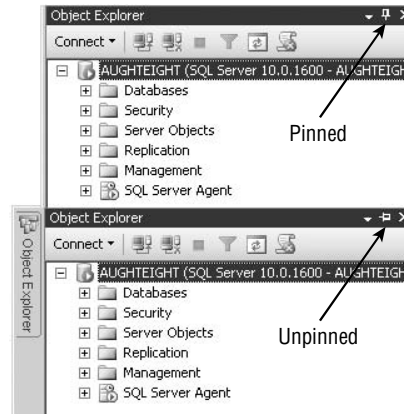 Object Explorer
Connect
AUGHTEIGHT (SQL Server 10.0.1600 - AUGHTEIGH
Databases
Security
Server Objects
Replication
Management
SQL Server Agent
Pinned
Object Explorer
Object Explorer
Connect
AUGHTEIGHT (SQL Server 10.0.1600 - AUGHTEIGH
Databases
Security
Server Objects
Replication
Management
SQL Server Agent
Unpinned